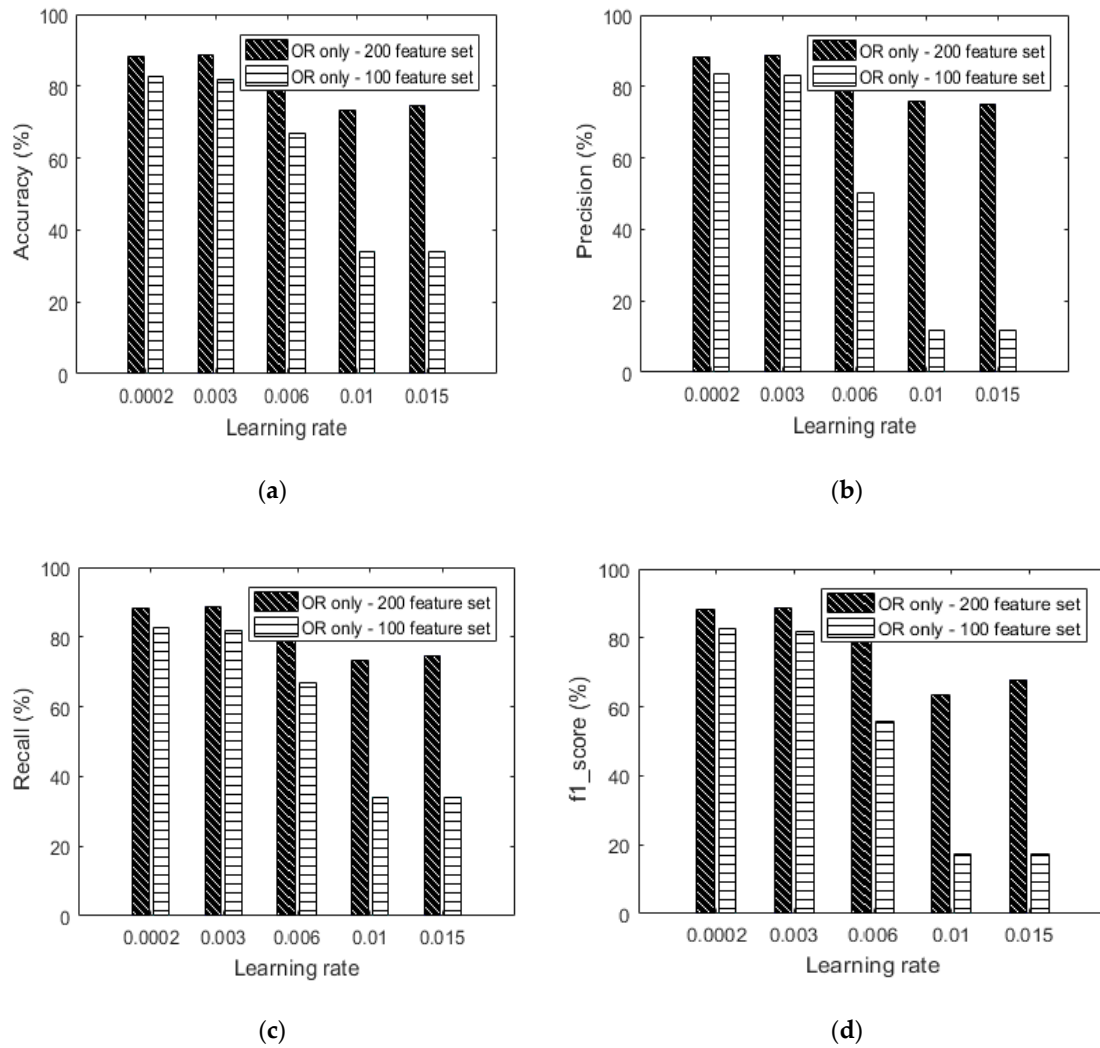 100
80
60
40
20
0
Accuracy (%)
OR only - 200 feature set
OR only - 100 feature set
0.0002 0.003 0.006 0.01 0.015
Learning rate
(a)
100
80
60
40
20
0
Precision (%)
OR only - 200 feature set
OR only - 100 feature set
0.0002 0.003 0.006 0.01 0.015
Learning rate
(b)
100
80
60
40
20
0
Recall (%)
OR only - 200 feature set
OR only - 100 feature set
0.0002 0.003 0.006 0.01 0.015
Learning rate
(c)
100
80
60
40
20
0
f1_score (%)
OR only - 200 feature set
OR only - 100 feature set
0.0002 0.003 0.006 0.01 0.015
Learning rate
(d)